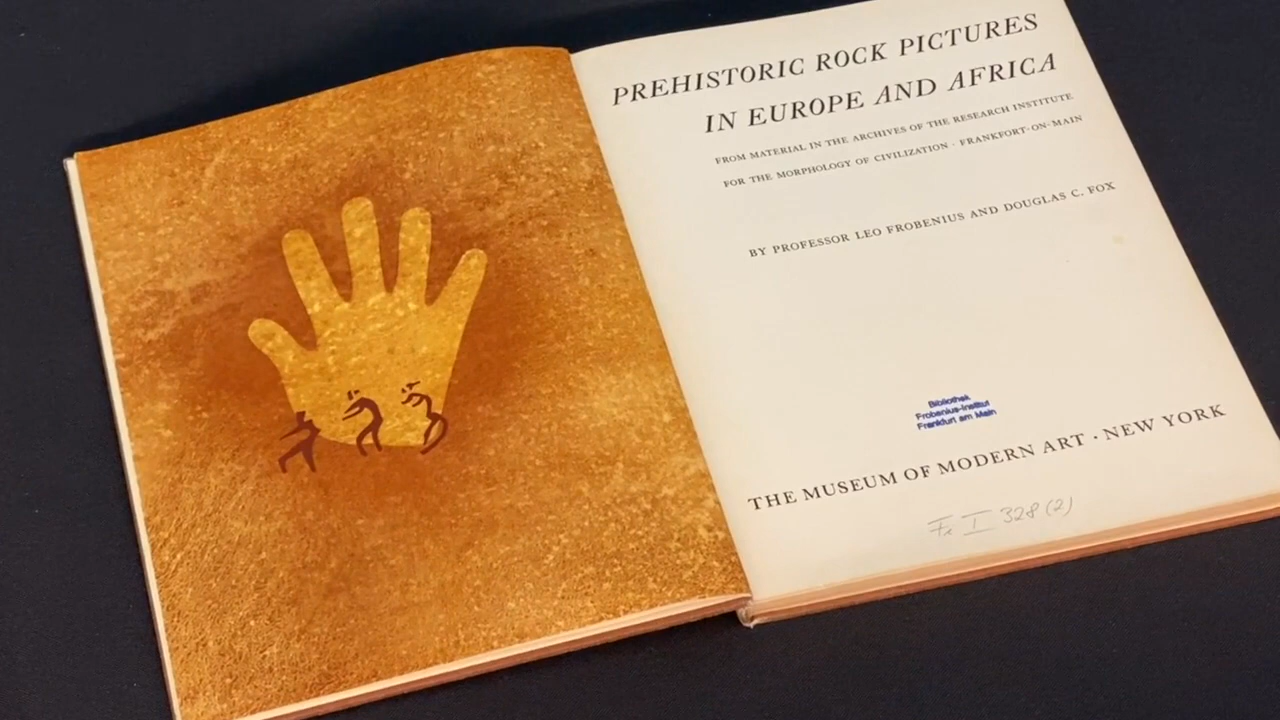 PREHISTORIC ROCK PICTURES
IN EUROPE AND AFRICA
FROM MATERIAL IN THE ARCHIVES OF THE RESEARCH INSTITUTE
FOR THE MORPHOLOGY OF CIVILIZATION · FRANKFORT-ON-MAIN
BY PROFESSOR LEO FROBENIUS AND DOUGLAS C. FOX
Bibliothek
Frobenius-Institut
Frankfurt am Main
THE MUSEUM OF MODERN ART · NEW YORK
I 328 (2)